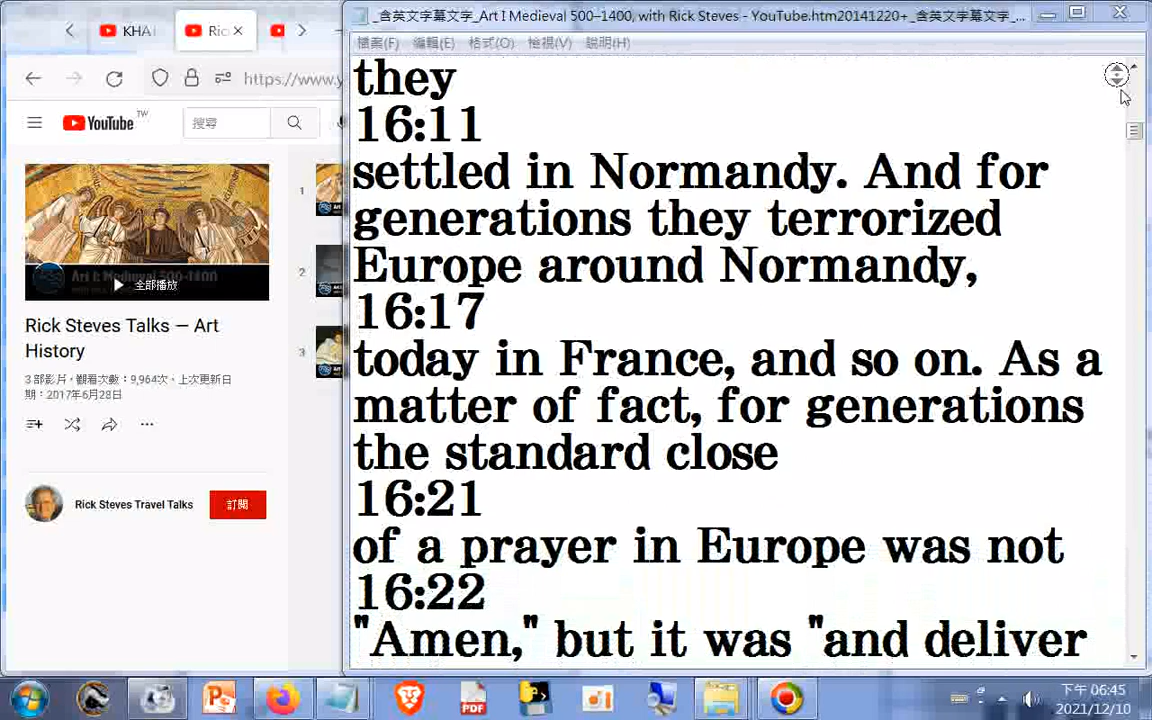 KHAI
Ric
_含英文字幕文字_Art I Medieval 500–1400, with Rick Steves - YouTube.htm20141220+_含英文字幕文字_...
檔案(F) 編輯(E) 格式(O) 檢視(V) 說明(H)
https://www.y
YouTube TW
搜尋
1
2
3
Art I: Medieval 500-1400
全部播放
Rick Steves Talks — Art
History
3 部影片・觀看次數：9,964次・上次更新日
期：2017年6月28日
Rick Steves Travel Talks
訂閱
they
16:11
settled in Normandy. And for
generations they terrorized
Europe around Normandy,
16:17
today in France, and so on. As a
matter of fact, for generations
the standard close
16:21
of a prayer in Europe was not
16:22
"Amen," but it was "and deliver
PDF
下午 06:45
2021/12/10